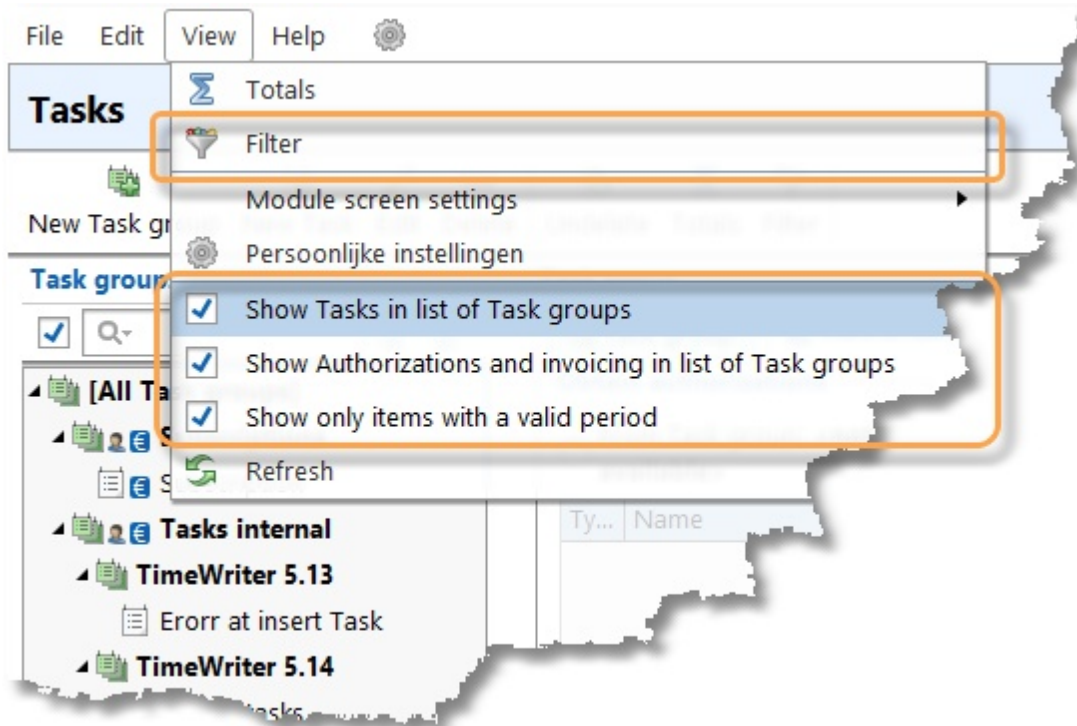 File Edit View Help
Tasks
Totals
Filter
Module screen settings
New Task gr
Persoonlijke instellingen
Task group
Show Tasks in list of Task groups
Show Authorizations and invoicing in list of Task groups
[All Ta
Show only items with a valid period
S
Refresh
S
Ty... Name
Tasks internal
TimeWriter 5.13
Erorr at insert Task
TimeWriter 5.14
tasks